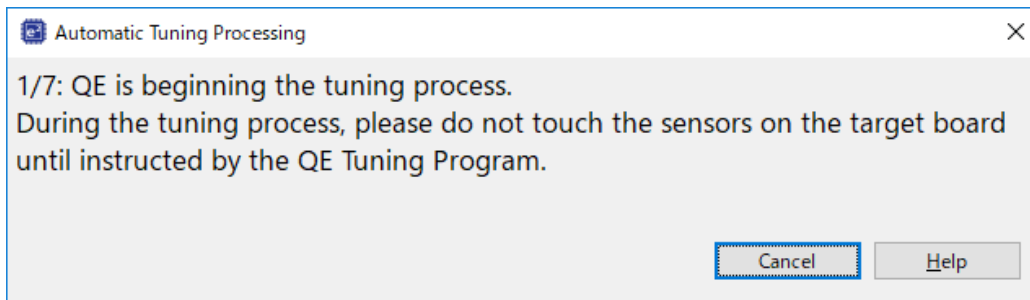 Automatic Tuning Processing
1/7: QE is beginning the tuning process.
During the tuning process, please do not touch the sensors on the target board
until instructed by the QE Tuning Program.
Cancel Help